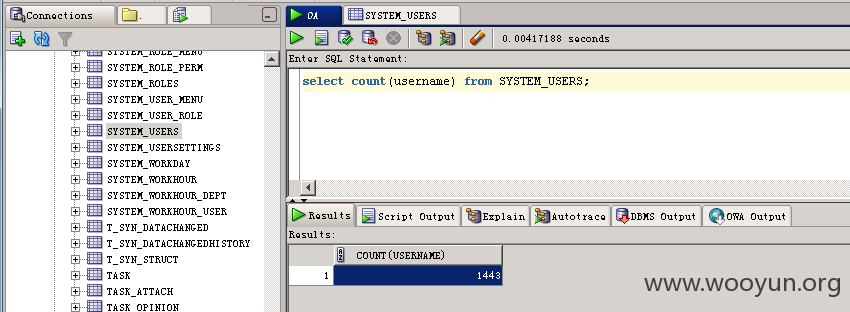 Connections
OA
SYSTEM_USERS
0.00417188 seconds
Enter SQL Statement:
select count(username) from SYSTEM_USERS;
SYSTEM_ROLE_MENU
SYSTEM_ROLE_PERM
SYSTEM_ROLES
SYSTEM_USER_MENU
SYSTEM_USER_ROLE
SYSTEM_USERS
SYSTEM_USERSETTINGS
SYSTEM_WORKDAY
SYSTEM_WORKHOUR
SYSTEM_WORKHOUR_DEPT
SYSTEM_WORKHOUR_USER
T_SYN_DATACHANGED
T_SYN_DATACHANGEDHISTORY
T_SYN_STRUCT
TASK
TASK_ATTACH
TASK_OPINION
Results
Script Output
Explain
Autotrace
DBMS Output
OWA Output
Results:
COUNT(USERNAME)
1 1443
www.wooyun.org